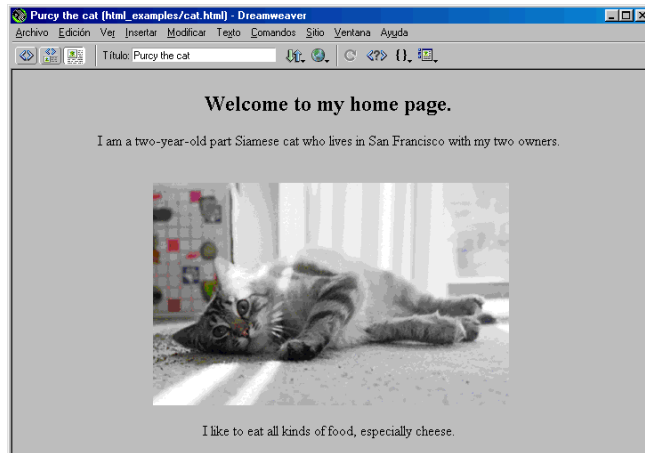 Purcy the cat (html_examples/cat.html) - Dreamweaver
Archivo Edición Ver Insertar Modificar Texto Comandos Sitio Ventana Ayuda
Título: Purcy the cat
Welcome to my home page.
I am a two-year-old part Siamese cat who lives in San Francisco with my two owners.
I like to eat all kinds of food, especially cheese.